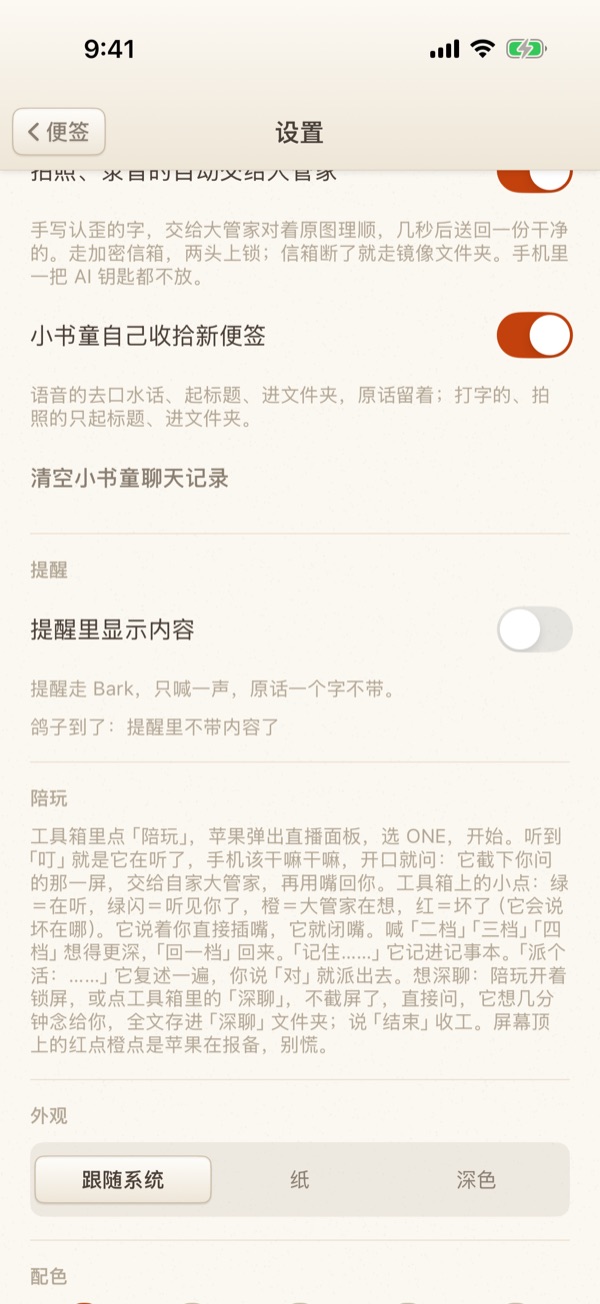 9:41
便签
设置
拍照、录音的自动交给大管家
手写认歪的字，交给大管家对着原图理顺，几秒后送回一份干净
的。走加密信箱，两头上锁；信箱断了就走镜像文件夹。手机里
一把 AI 钥匙都不放。
小书童自己收拾新便签
语音的去口水话、起标题、进文件夹，原话留着；打字的、拍
照的只起标题、进文件夹。
清空小书童聊天记录
提醒
提醒里显示内容
提醒走 Bark，只喊一声，原话一个字不带。
鸽子到了：提醒里不带内容了
陪玩
工具箱里点「陪玩」，苹果弹出直播面板，选 ONE，开始。听到
「叮」就是它在听了，手机该干嘛干嘛，开口就问：它截下你问
的那一屏，交给自家大管家，再用嘴回你。工具箱上的小点：绿
＝在听，绿闪＝听见你了，橙＝大管家在想，红＝坏了（它会说
坏在哪）。它说着你直接插嘴，它就闭嘴。喊「二档」「三档」「四
档」想得更深，「回一档」回来。「记住……」它记进记事本。「派个
活：……」它复述一遍，你说「对」就派出去。想深聊：陪玩开着
锁屏，或点工具箱里的「深聊」，不截屏了，直接问，它想几分
钟念给你，全文存进「深聊」文件夹；说「结束」收工。屏幕顶
上的红点橙点是苹果在报备，别慌。
外观
跟随系统
纸
深色
配色